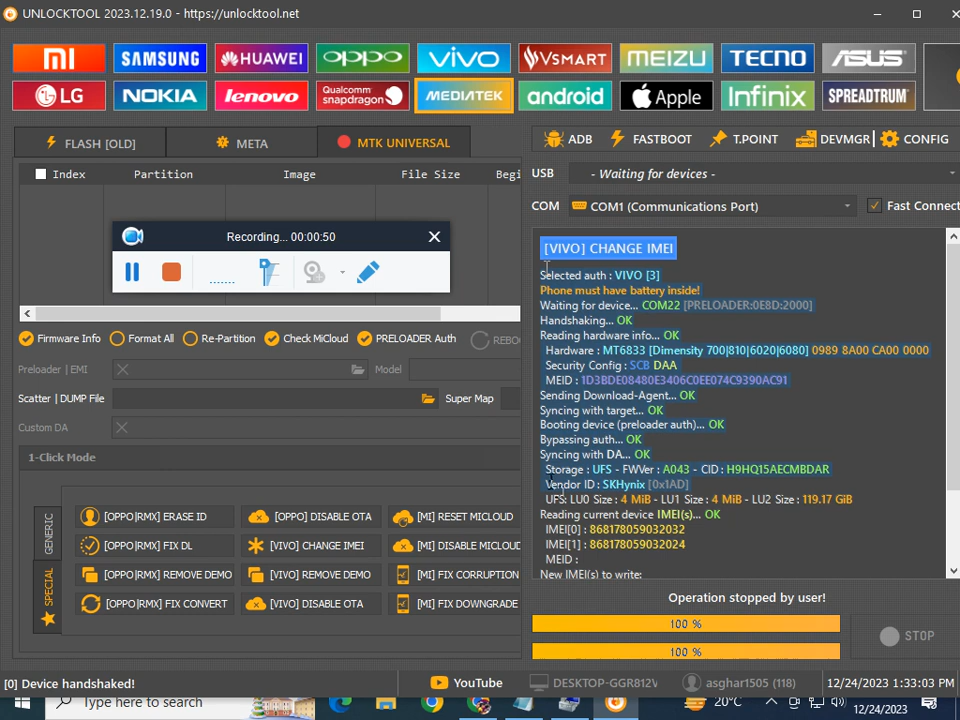 UNLOCKTOOL 2023.12.19.0 - https://unlocktool.net
mi SAMSUNG HUAWEI oppo vivo VSMART MEIZU TECNO ASUS
LG NOKIA lenovo Qualcomm snapdragon MEDIATEK android Apple Infinix SPREADTRUM
FLASH [OLD] META MTK UNIVERSAL
ADB FASTBOOT T.POINT DEVMGR CONFIG
Index Partition Image File Size Begi
USB - Waiting for devices -
COM COM1 (Communications Port) Fast Connect
Recording... 00:00:50
Firmware Info Format All Re-Partition Check MiCloud PRELOADER Auth REBO
Preloader | EMI Model
Scatter | DUMP File Super Map
Custom DA
1-Click Mode
GENERIC
SPECIAL
[OPPO|RMX] ERASE ID [OPPO] DISABLE OTA [MI] RESET MICLOUD
[OPPO|RMX] FIX DL [VIVO] CHANGE IMEI [MI] DISABLE MICLOUD
[OPPO|RMX] REMOVE DEMO [VIVO] REMOVE DEMO [MI] FIX CORRUPTION
[OPPO|RMX] FIX CONVERT [VIVO] DISABLE OTA [MI] FIX DOWNGRADE
[VIVO] CHANGE IMEI
Selected auth : VIVO [3]
Phone must have battery inside!
Waiting for device... COM22 [PRELOADER:0E8D:2000]
Handshaking... OK
Reading hardware info... OK
Hardware : MT6833 [Dimensity 700|810|6020|6080] 0989 8A00 CA00 0000
Security Config : SCB DAA
MEID : 1D3BDE08480E3406C0EE074C9390AC91
Sending Download-Agent... OK
Syncing with target... OK
Booting device (preloader auth)... OK
Bypassing auth... OK
Syncing with DA... OK
Storage : UFS - FWVer : A043 - CID : H9HQ15AECMBDAR
Vendor ID : SKHynix [0x1AD]
UFS LU0 Size : 4 MiB - LU1 Size : 4 MiB - LU2 Size : 119.17 GiB
Reading current device IMEI(s)... OK
IMEI[0] : 868178059032032
IMEI[1] : 868178059032024
MEID :
New IMEI(s) to write:
Operation stopped by user!
100 %
100 %
STOP
[0] Device handshaked! YouTube DESKTOP-GGR812V asghar1505 (118) 12/24/2023 1:33:03 PM
Type here to search 20°C 12/24/2023